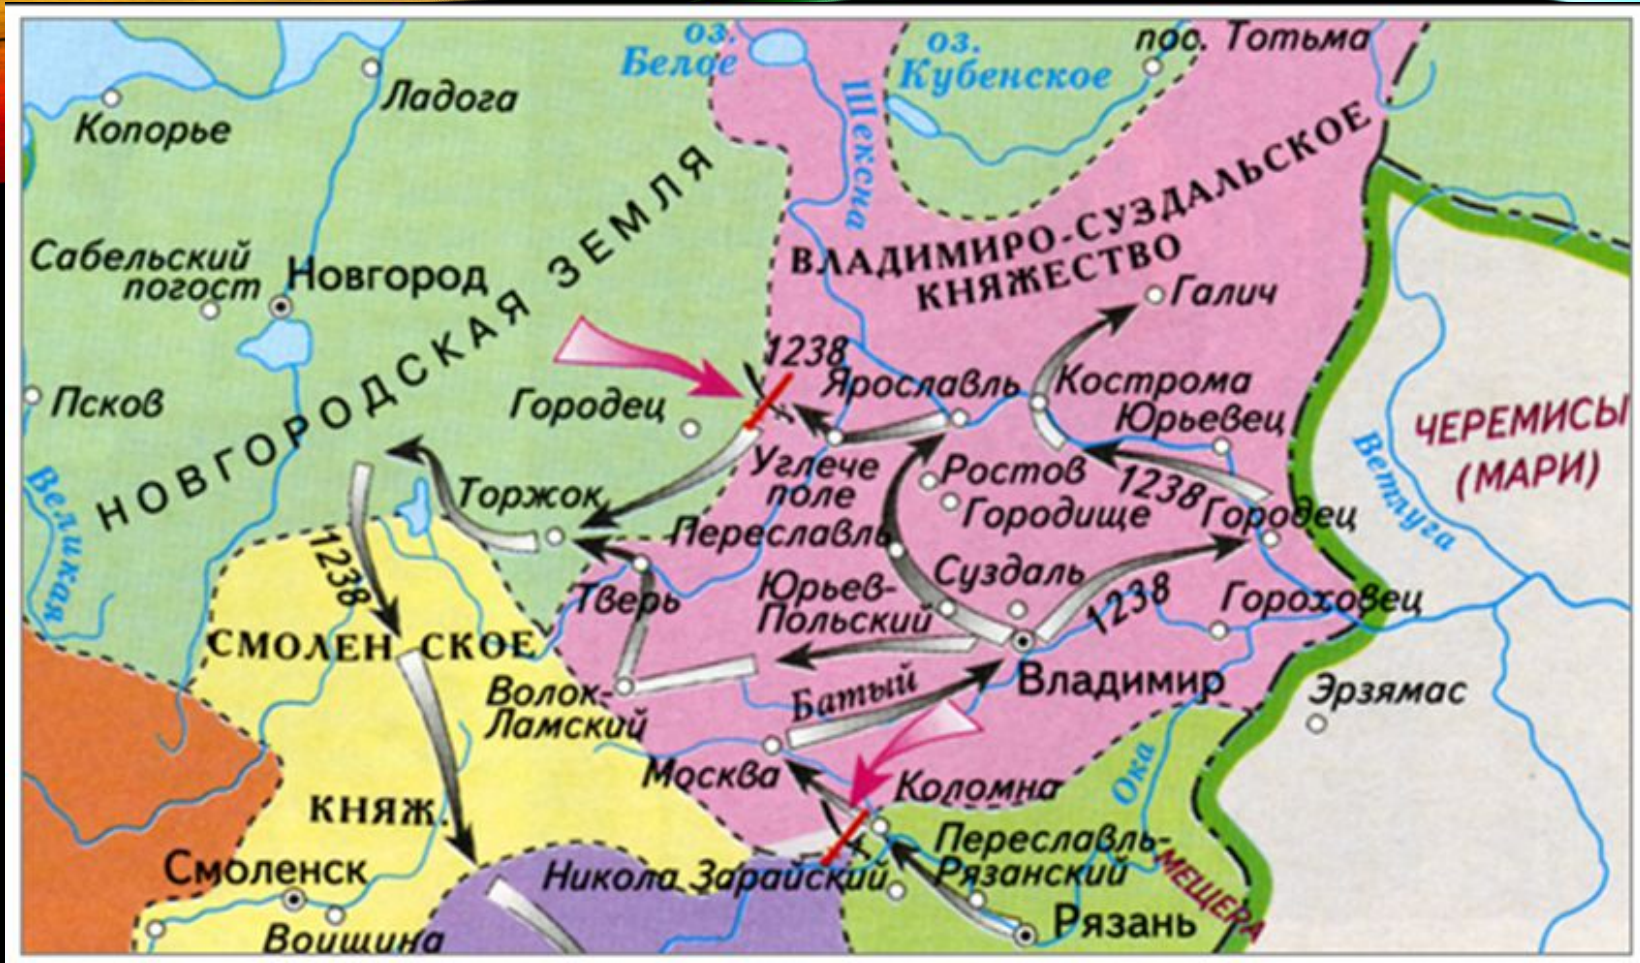 оз.
Белое
оз.
Кубенское
пос. Тотьма
Ладога
Копорье
Шексна
НОВГОРОДСКАЯ ЗЕМЛЯ
ВЛАДИМИРО-СУЗДАЛЬСКОЕ
КНЯЖЕСТВО
Сабельский
погост
Новгород
Галич
1238
Псков
Городец
Ярославль
Кострома
Юрьевец
ЧЕРЕМИСЫ
(МАРИ)
Ветлуга
Великая
Торжок
Углече
поле
Ростов
1238
Городище
Городец
Переславль
1238
Тверь
Юрьев-
Польский
Суздаль
1238
Гороховец
СМОЛЕНСКОЕ
Волок-
Ламский
Батый
Владимир
Эрзямас
Москва
Коломна
Ока
КНЯЖ.
Переславль-
Рязанский
МЕЩЕРА
Смоленск
Никола Зарайский
Воищина
Рязань